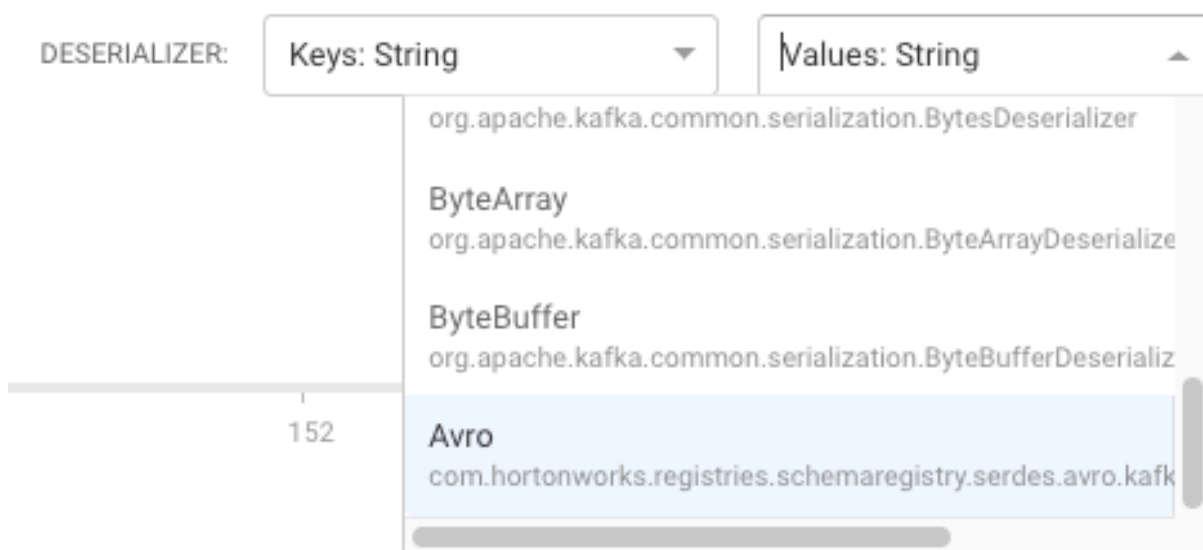 DESERIALIZER: Keys: String Values: String
org.apache.kafka.common.serialization.BytesDeserializer
ByteArray
org.apache.kafka.common.serialization.ByteArrayDeserialize
ByteBuffer
org.apache.kafka.common.serialization.ByteBufferDeserializ
152
Avro
com.hortonworks.registries.schemaregistry.serdes.avro.kafk